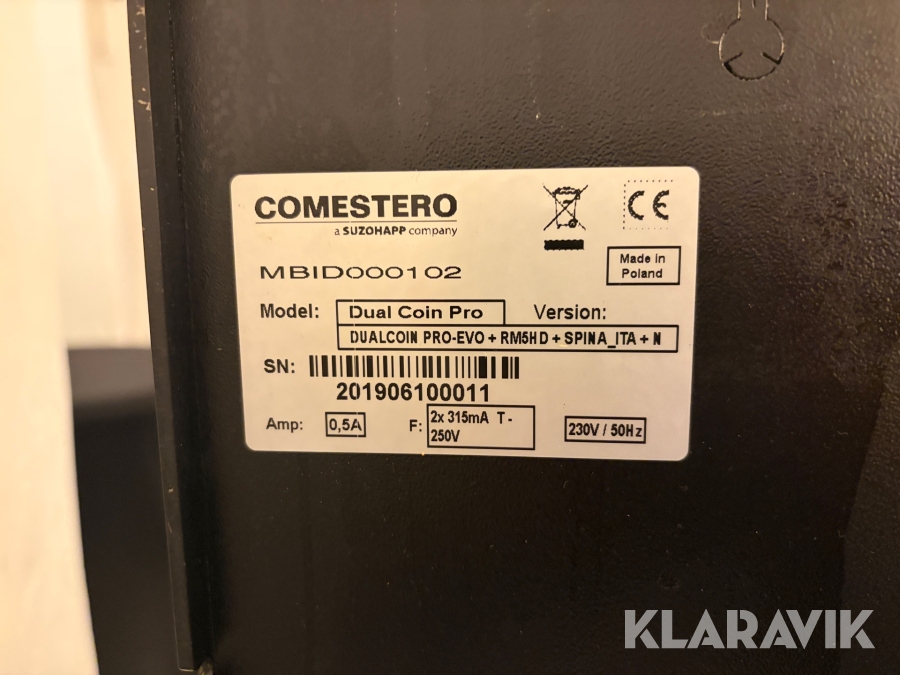 COMESTERO
a SUZOHAPP company
CE
MBID000102
Made in
Poland
Model: Dual Coin Pro Version:
DUALCOIN PRO-EVO + RM5HD + SPINA_ITA + N
SN:
201906100011
Amp: 0,5A F: 2x 315mA T -
250V
230V / 50Hz
KLARAVIK